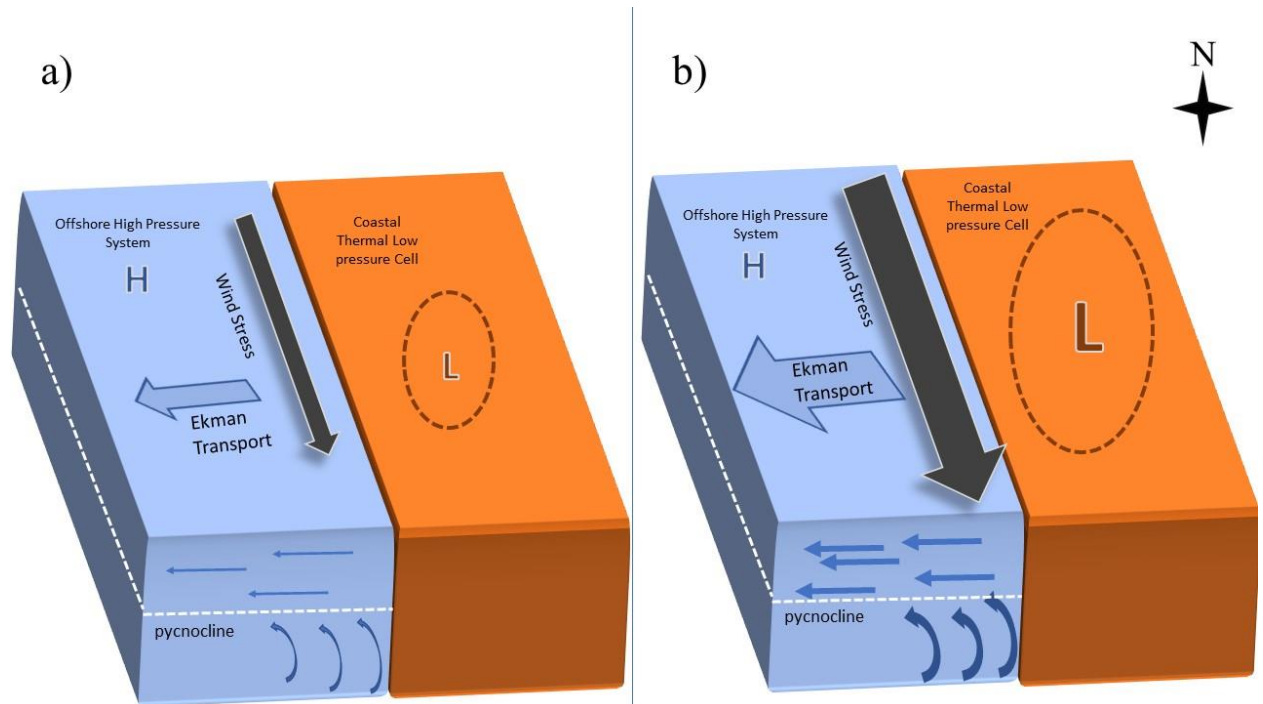 a)
Offshore High Pressure
System
H
Wind Stress
Coastal
Thermal Low
pressure Cell
L
Ekman
Transport
pycnocline
b)
N
Offshore High Pressure
System
H
Wind Stress
Coastal
Thermal Low
pressure Cell
L
Ekman
Transport
pycnocline